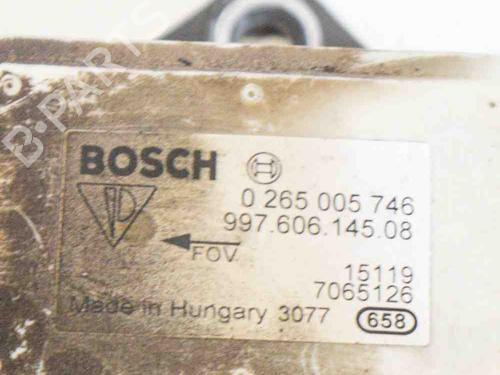 B-PARTS
BOSCH
0 265 005 746
997.606.145.08
FOV
15119
7065126
Made in Hungary 3077 658